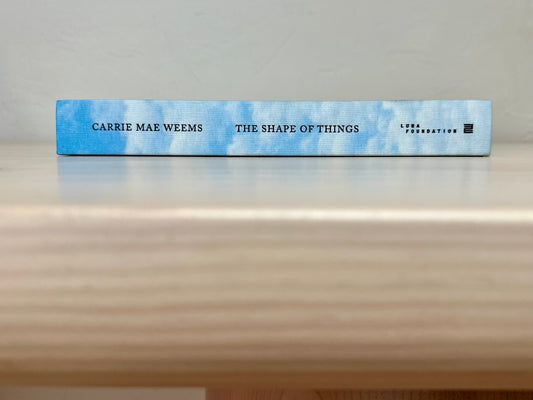 CARRIE MAE WEEMS THE SHAPE OF THINGS
LUMA
FOUNDATION